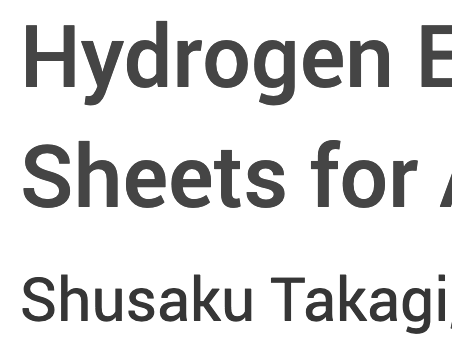 Hydrogen E
Sheets for
Shusaku Takagi,